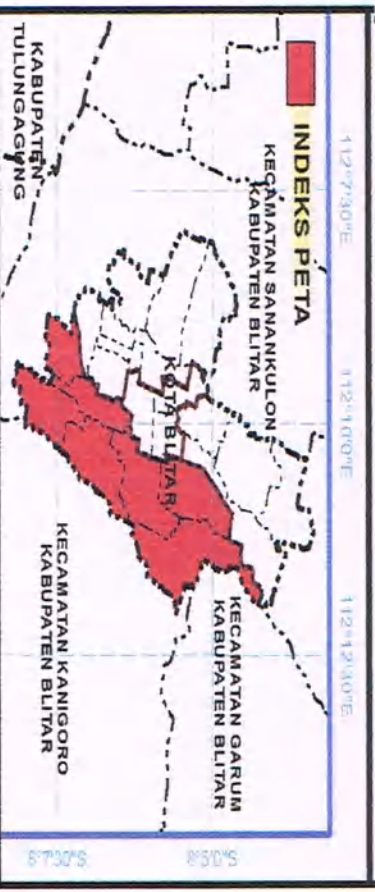 INDEKS PETA
112°7'30"E
112°10'0"E
112°12'30"E
KECAMATAN SANANKULON
KABUPATEN BLITAR
KECAMATAN GARUM
KABUPATEN BLITAR
KOTA BLITAR
KABUPATEN
TULUNGAGUNG
KECAMATAN KANIGORO
KABUPATEN BLITAR
8°5'0"S
8°7'30"S